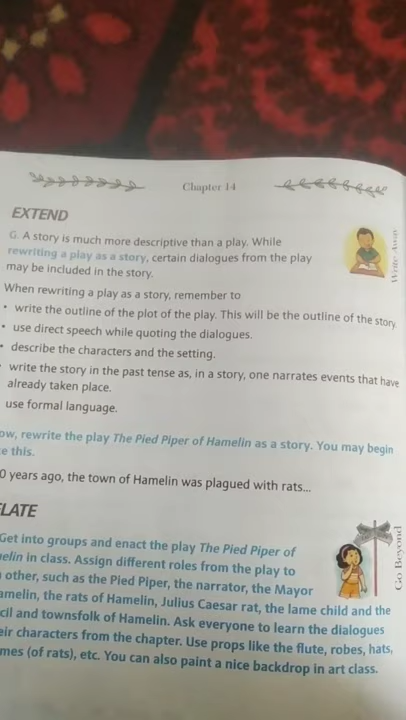 Chapter 14
EXTEND
G. A story is much more descriptive than a play. While
rewriting a play as a story, certain dialogues from the play
may be included in the story.
When rewriting a play as a story, remember to
• write the outline of the plot of the play. This will be the outline of the story.
• use direct speech while quoting the dialogues.
• describe the characters and the setting.
• write the story in the past tense as, in a story, one narrates events that have
already taken place.
use formal language.
ow, rewrite the play The Pied Piper of Hamelin as a story. You may begin
e this.
0 years ago, the town of Hamelin was plagued with rats...
LATE
Get into groups and enact the play The Pied Piper of
elin in class. Assign different roles from the play to
other, such as the Pied Piper, the narrator, the Mayor
amelin, the rats of Hamelin, Julius Caesar rat, the lame child and the
cil and townsfolk of Hamelin. Ask everyone to learn the dialogues
eir characters from the chapter. Use props like the flute, robes, hats,
mes (of rats), etc. You can also paint a nice backdrop in art class.
Write Away
Go Beyond